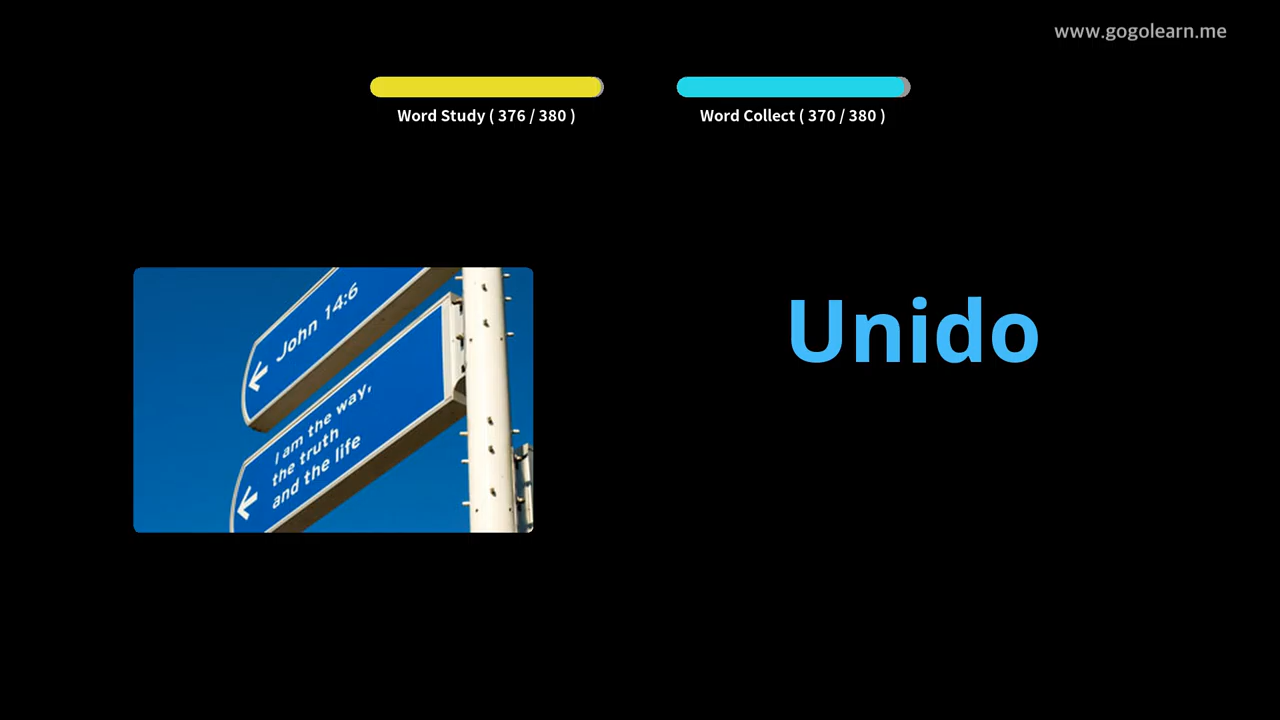 www.gogolearn.me
Word Study ( 376 / 380 )
Word Collect ( 370 / 380 )
John 14:6
I am the way,
the truth
and the life
Unido